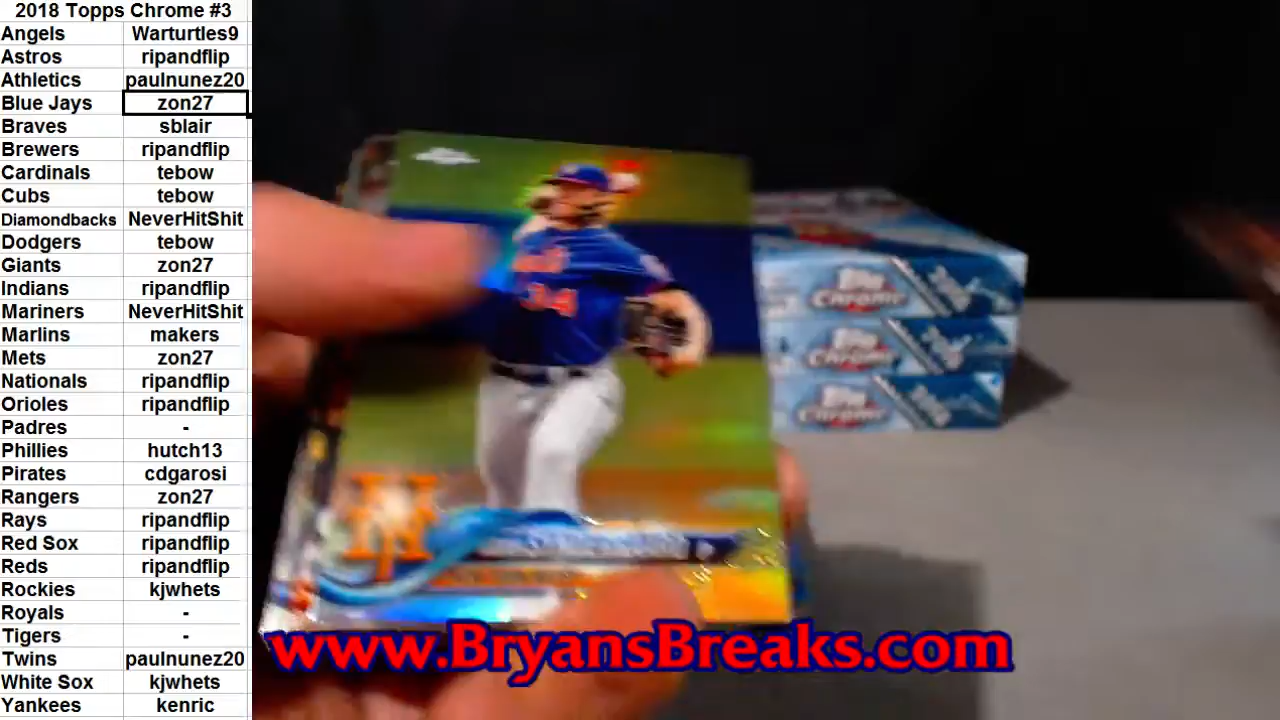 2018 Topps Chrome #3
Angels Warturtles9
Astros ripandflip
Athletics paulnunez20
Blue Jays zon27
Braves sblair
Brewers ripandflip
Cardinals tebow
Cubs tebow
Diamondbacks NeverHitShit
Dodgers tebow
Giants zon27
Indians ripandflip
Mariners NeverHitShit
Marlins makers
Mets zon27
Nationals ripandflip
Orioles ripandflip
Padres -
Phillies hutch13
Pirates cdgarosi
Rangers zon27
Rays ripandflip
Red Sox ripandflip
Reds ripandflip
Rockies kjwhets
Royals -
Tigers -
Twins paulnunez20
White Sox kjwhets
Yankees kenric
34
Topps
Chrome
Topps
Chrome
Topps
Chrome
www.BryansBreaks.com